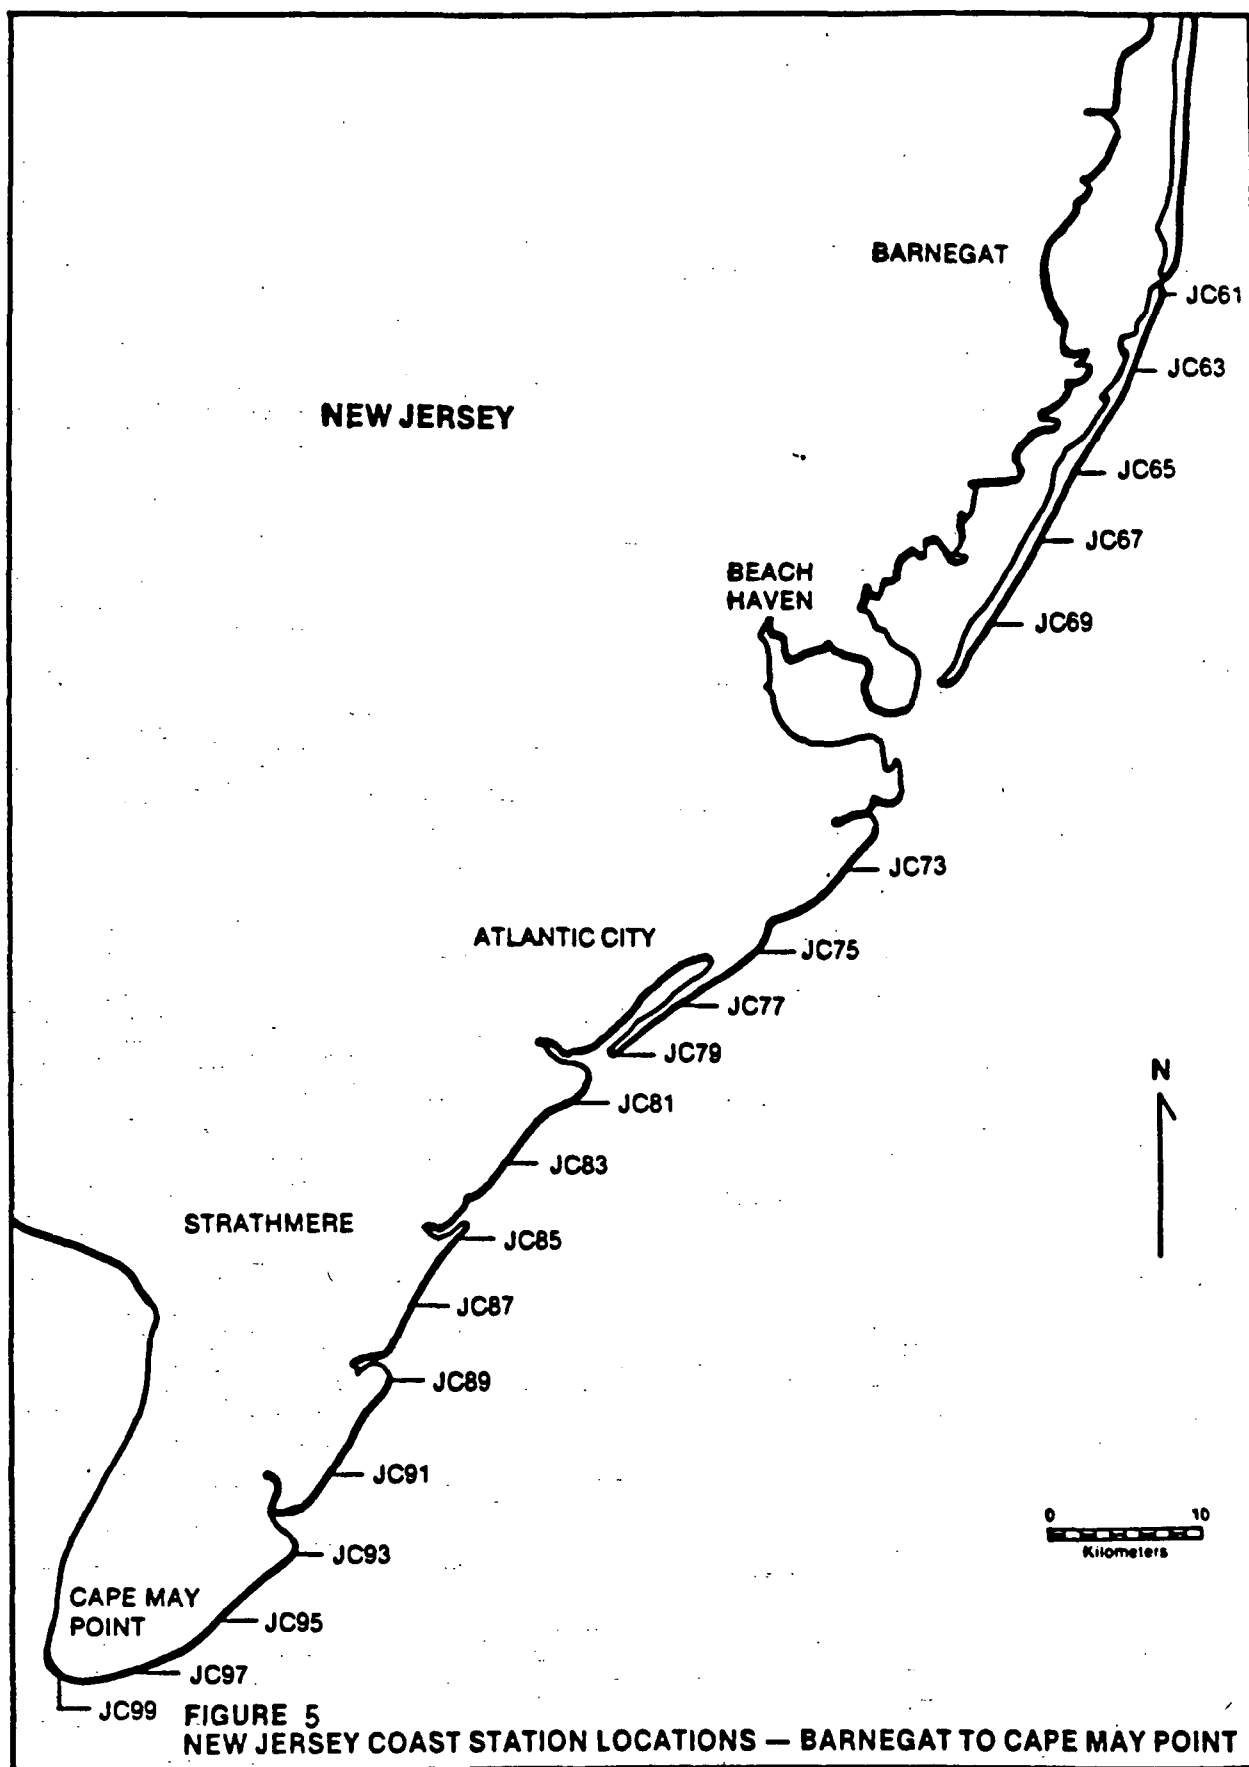 BARNEGAT
JC61
JC63
NEW JERSEY
JC65
JC67
BEACH
HAVEN
JC69
JC73
ATLANTIC CITY
JC75
JC77
JC79
N
JC81
JC83
STRATHMERE
JC85
JC87
JC89
JC91
0 10
Kilometers
JC93
CAPE MAY
POINT
JC95
JC97
JC99
FIGURE 5
NEW JERSEY COAST STATION LOCATIONS — BARNEGAT TO CAPE MAY POINT